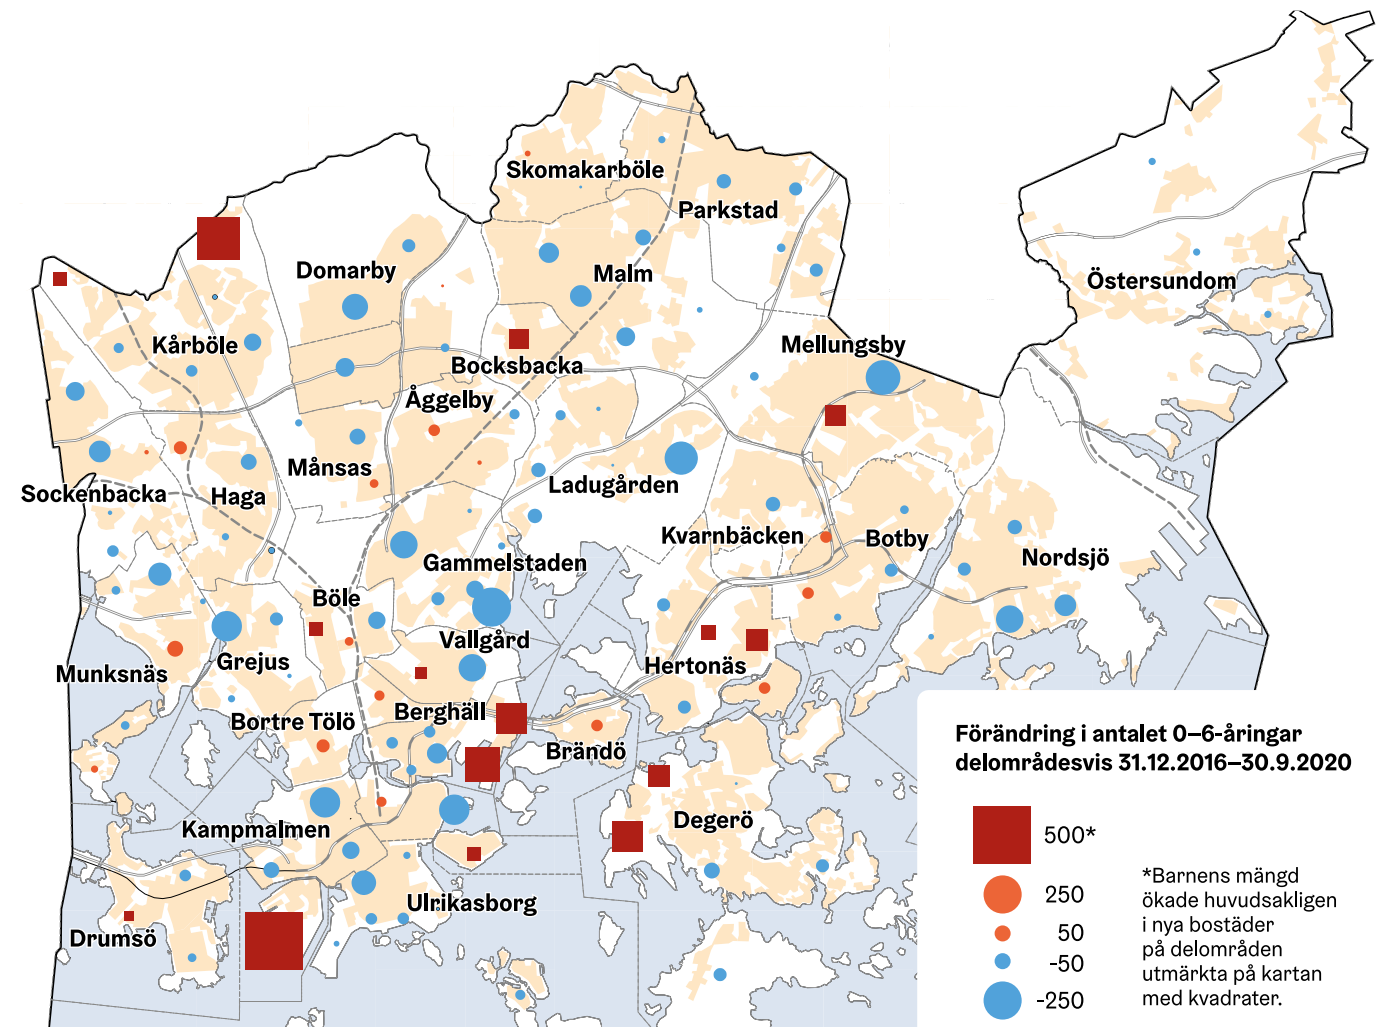 Skomakarböle
Parkstad
Domarby
Malm
Östersundom
Kårböle
Mellungsby
Bocksbacka
Åggelby
Månsas
Ladugården
Sockenbacka
Haga
Kvarnbäcken
Botby
Nordsjö
Gammelstaden
Böle
Vallgård
Munksnäs
Grejus
Hertonäs
Bortre Tölö
Berghäll
Brändö
Kampmalmen
Degerö
Ulrikasborg
Drumsö
Förändring i antalet 0–6-åringar
delområdesvis 31.12.2016–30.9.2020
500*
250
50
-50
-250
*Barnens mängd
ökade huvudsakligen
i nya bostäder
på delområden
utmärkta på kartan
med kvadrater.